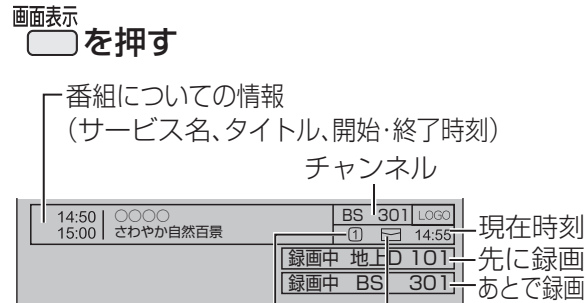 画面表示
を押す
番組についての情報
（サービス名、タイトル、開始・終了時刻）
チャンネル
14:50 ○○○○ BS 301 LOGO
15:00 さわやか自然百景 1 14:55
現在時刻
録画中 地上D 101
先に録画
録画中 BS 301
あとで録画